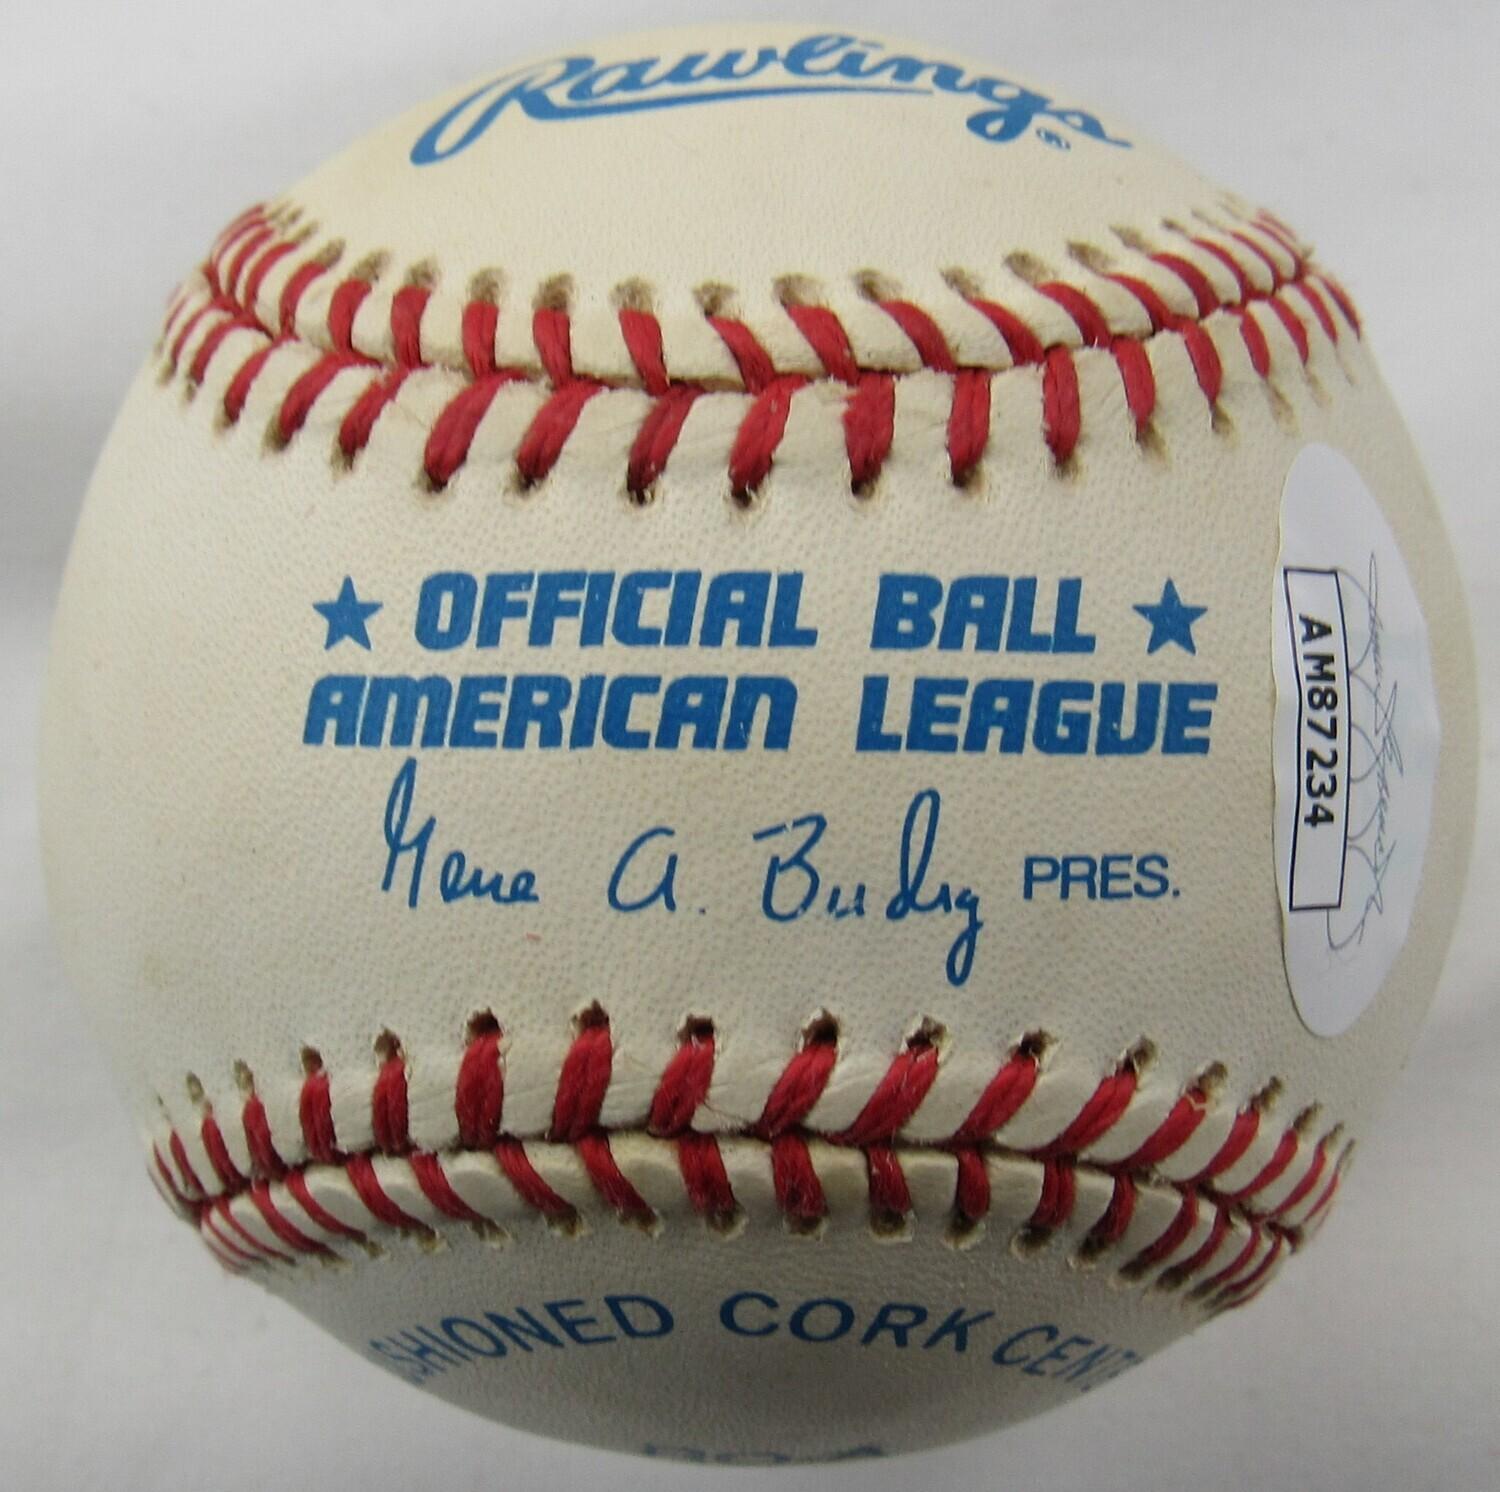 Rawlings®
★ OFFICIAL BALL ★
AMERICAN LEAGUE
Gene A. Budig PRES.
SHIONED CORK CENT
AM87234